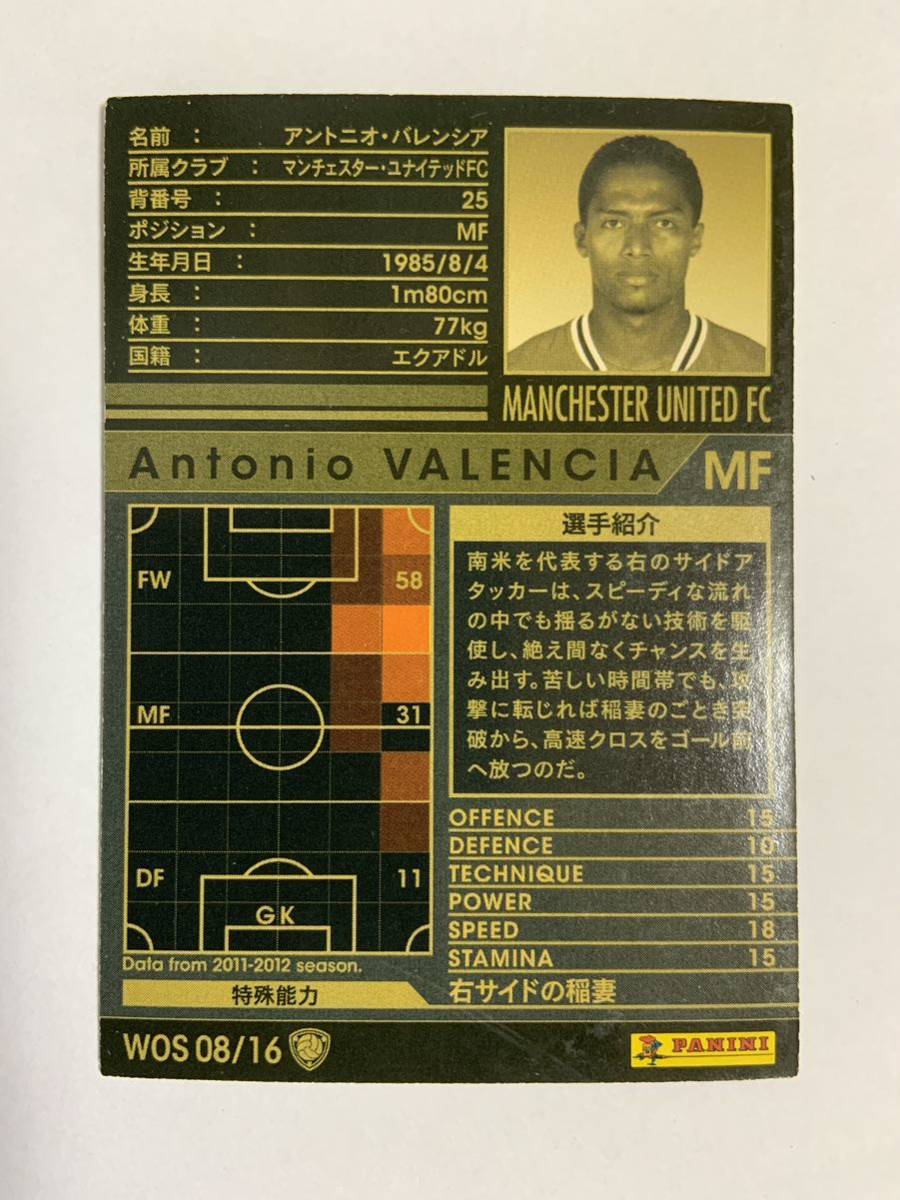 名前 : アントニオ・バレンシア
所属クラブ : マンチェスター・ユナイテッドFC
背番号 : 25
ポジション : MF
生年月日 : 1985/8/4
身長 : 1m80cm
体重 : 77kg
国籍 : エクアドル
MANCHESTER UNITED FC
Antonio VALENCIA MF
FW 58
MF 31
DF 11
GK
Data from 2011-2012 season.
選手紹介
南米を代表する右のサイドア
タッカーは、スピーディな流れ
の中でも揺るがない技術を駆
使し、絶え間なくチャンスを生
み出す。苦しい時間帯でも、攻
撃に転じれば稲妻のごとき突
破から、高速クロスをゴール前
へ放つのだ。
OFFENCE 15
DEFENCE 10
TECHNIQUE 15
POWER 15
SPEED 18
STAMINA 15
特殊能力 右サイドの稲妻
WOS 08/16
PANINI